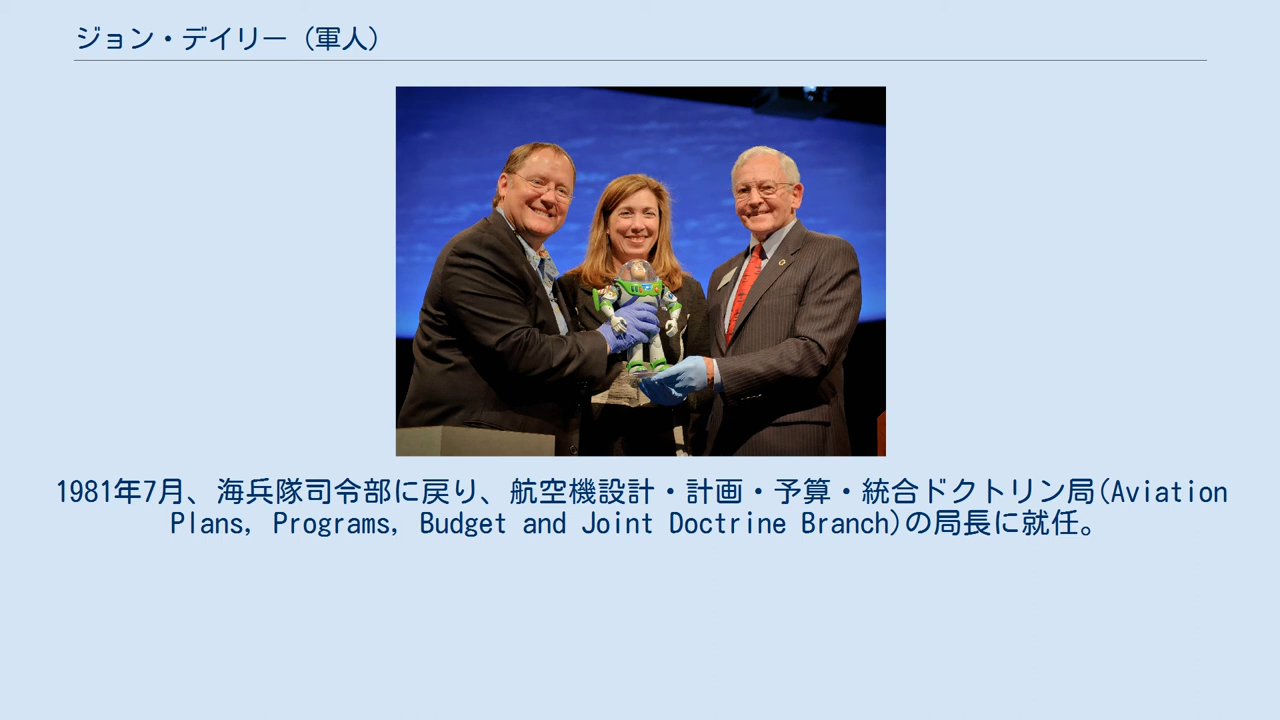 ジョン・デイリー（軍人）
1981年7月、海兵隊司令部に戻り、航空機設計・計画・予算・統合ドクトリン局(Aviation
Plans, Programs, Budget and Joint Doctrine Branch)の局長に就任。